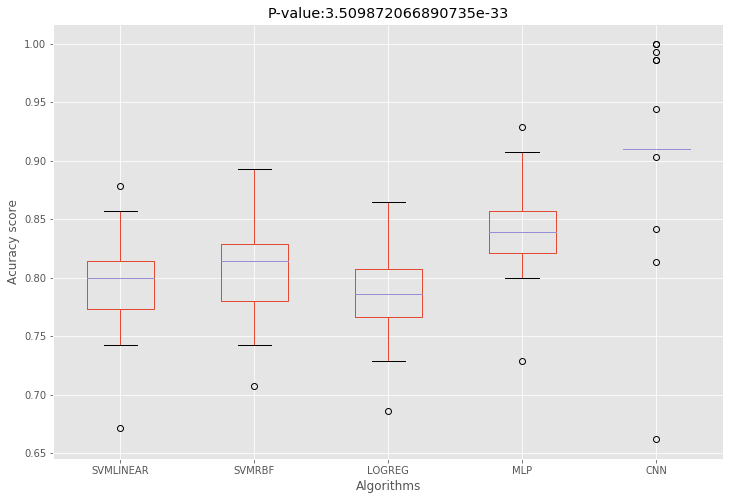 P-value:3.509872066890735e-33
1.00
0.95
0.90
0.85
0.80
0.75
0.70
0.65
Acuracy score
SVMLINEAR SVMRBF LOGREG MLP CNN
Algorithms